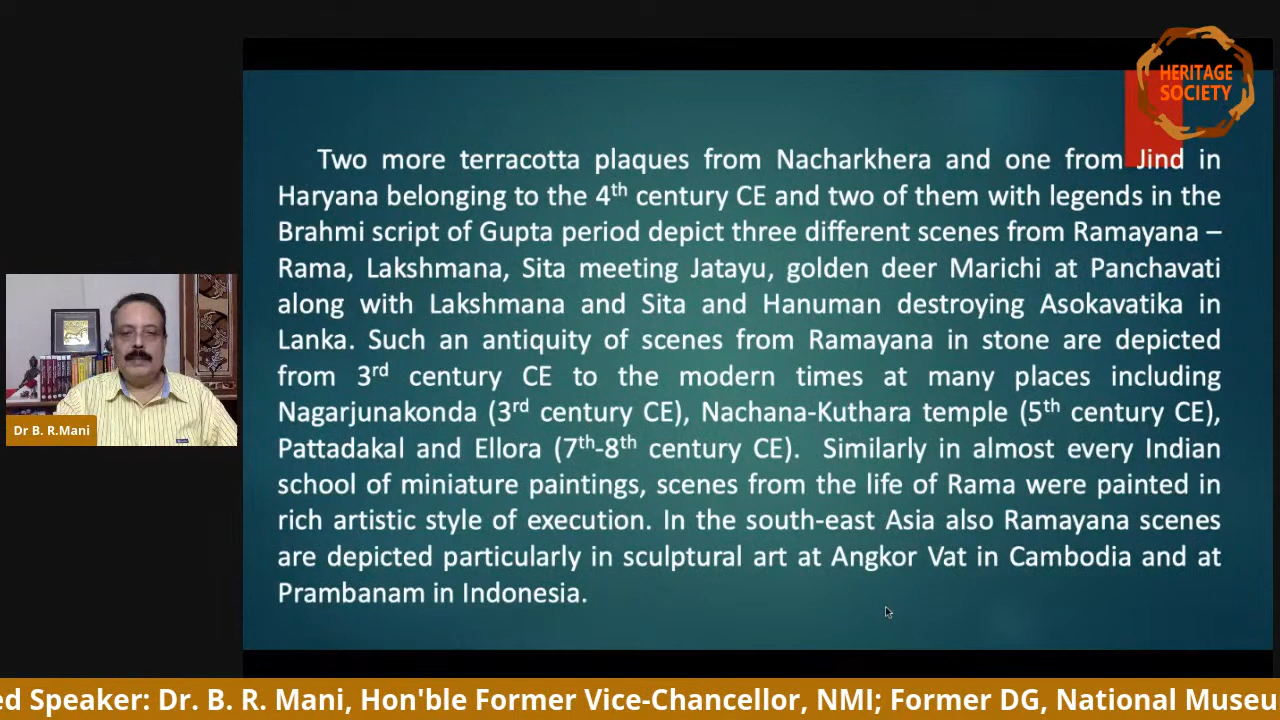 HERITAGE
SOCIETY
Two more terracotta plaques from Nacharkhera and one from Jind in
Haryana belonging to the 4th century CE and two of them with legends in the
Brahmi script of Gupta period depict three different scenes from Ramayana –
Rama, Lakshmana, Sita meeting Jatayu, golden deer Marichi at Panchavati
along with Lakshmana and Sita and Hanuman destroying Asokavatika in
Lanka. Such an antiquity of scenes from Ramayana in stone are depicted
from 3rd century CE to the modern times at many places including
Nagarjunakonda (3rd century CE), Nachana-Kuthara temple (5th century CE),
Pattadakal and Ellora (7th-8th century CE). Similarly in almost every Indian
school of miniature paintings, scenes from the life of Rama were painted in
rich artistic style of execution. In the south-east Asia also Ramayana scenes
are depicted particularly in sculptural art at Angkor Vat in Cambodia and at
Prambanam in Indonesia.
Dr B. R.Mani
ed Speaker: Dr. B. R. Mani, Hon'ble Former Vice-Chancellor, NMI; Former DG, National Museu